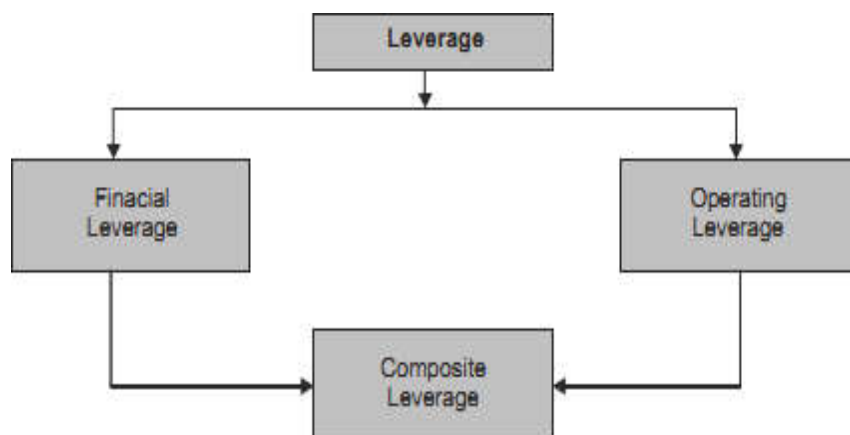 Leverage
Finacial
Leverage
Operating
Leverage
Composite
Leverage